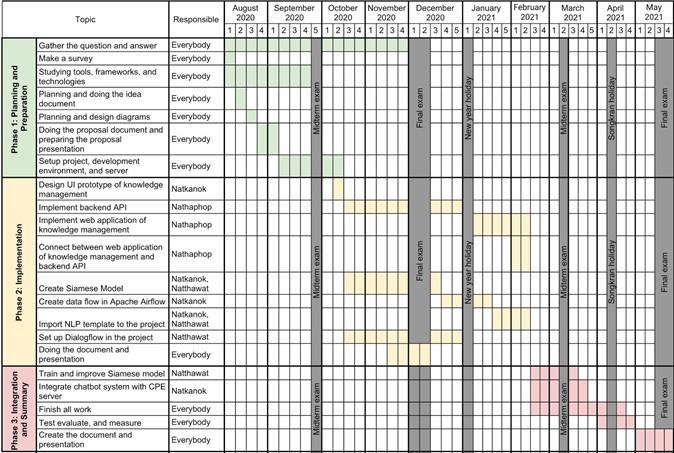 Topic Responsible August September October November December January February March April May
2020 2020 2020 2020 2020 2021 2021 2021 2021 2021
1 2 3 4 1 2 3 4 5 1 2 3 4 1 2 3 4 1 2 3 4 5 1 2 3 4 1 2 3 4 1 2 3 4 5 1 2 3 4 1 2 3 4
Phase 1: Planning and
Preparation
Gather the question and answer Everybody
Make a survey Everybody
Studying tools, frameworks, and
technologies Everybody
Planning and doing the idea
document Everybody
Planning and design diagrams Everybody
Doing the proposal document and
preparing the proposal
presentation Everybody
Setup project, development
environment, and server Everybody
Midterm exam
Final exam
New year holiday
Midterm exam
Songkran holiday
Final exam
Phase 2: Implementation
Design UI prototype of knowledge
management Natkanok
Implement backend API Nathaphop
Implement web application of
knowledge management Nathaphop
Connect between web application
of knowledge management and
backend API Nathaphop
Create Siamese Model Natkanok,
Natthawat
Create data flow in Apache Airflow Natkanok
Import NLP template to the project Natkanok,
Natthawat
Set up Dialogflow in the project Natthawat
Doing the document and
presentation Everybody
Midterm exam
Final exam
New year holiday
Midterm exam
Songkran holiday
Final exam
Phase 3: Integration
and Summary
Train and improve Siamese model Natthawat
Integrate chatbot system with CPE
server Natkanok
Finish all work Everybody
Test evaluate, and measure Everybody
Create the document and
presentation Everybody
Midterm exam
Midterm exam
Final exam